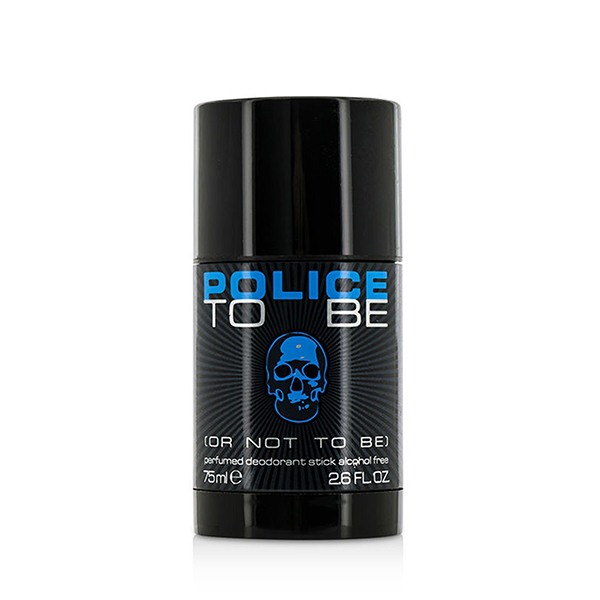 POLICE
TO BE
(OR NOT TO BE)
perfumed deodorant stick alcohol free
75ml e 2.6 FL.OZ